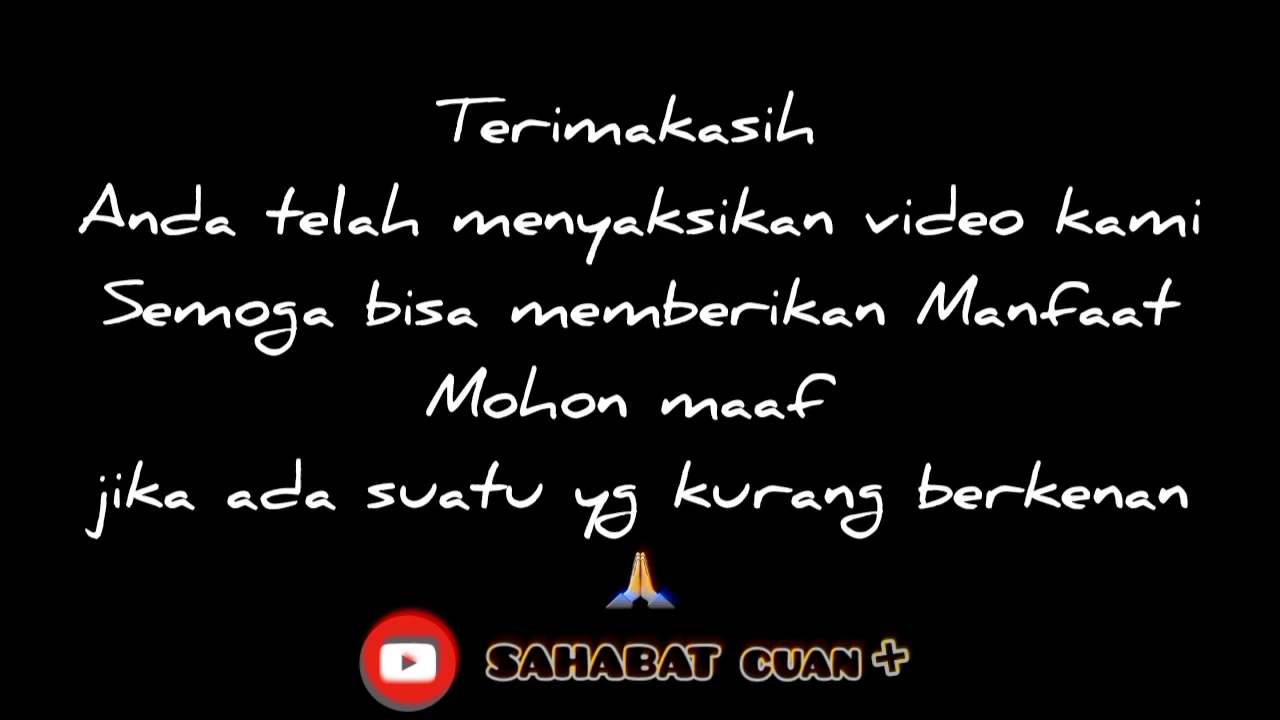 Terimakasih
Anda telah menyaksikan video kami
Semoga bisa memberikan Manfaat
Mohon maaf
jika ada suatu yg kurang berkenan
🙏
SAHABAT CUAN +